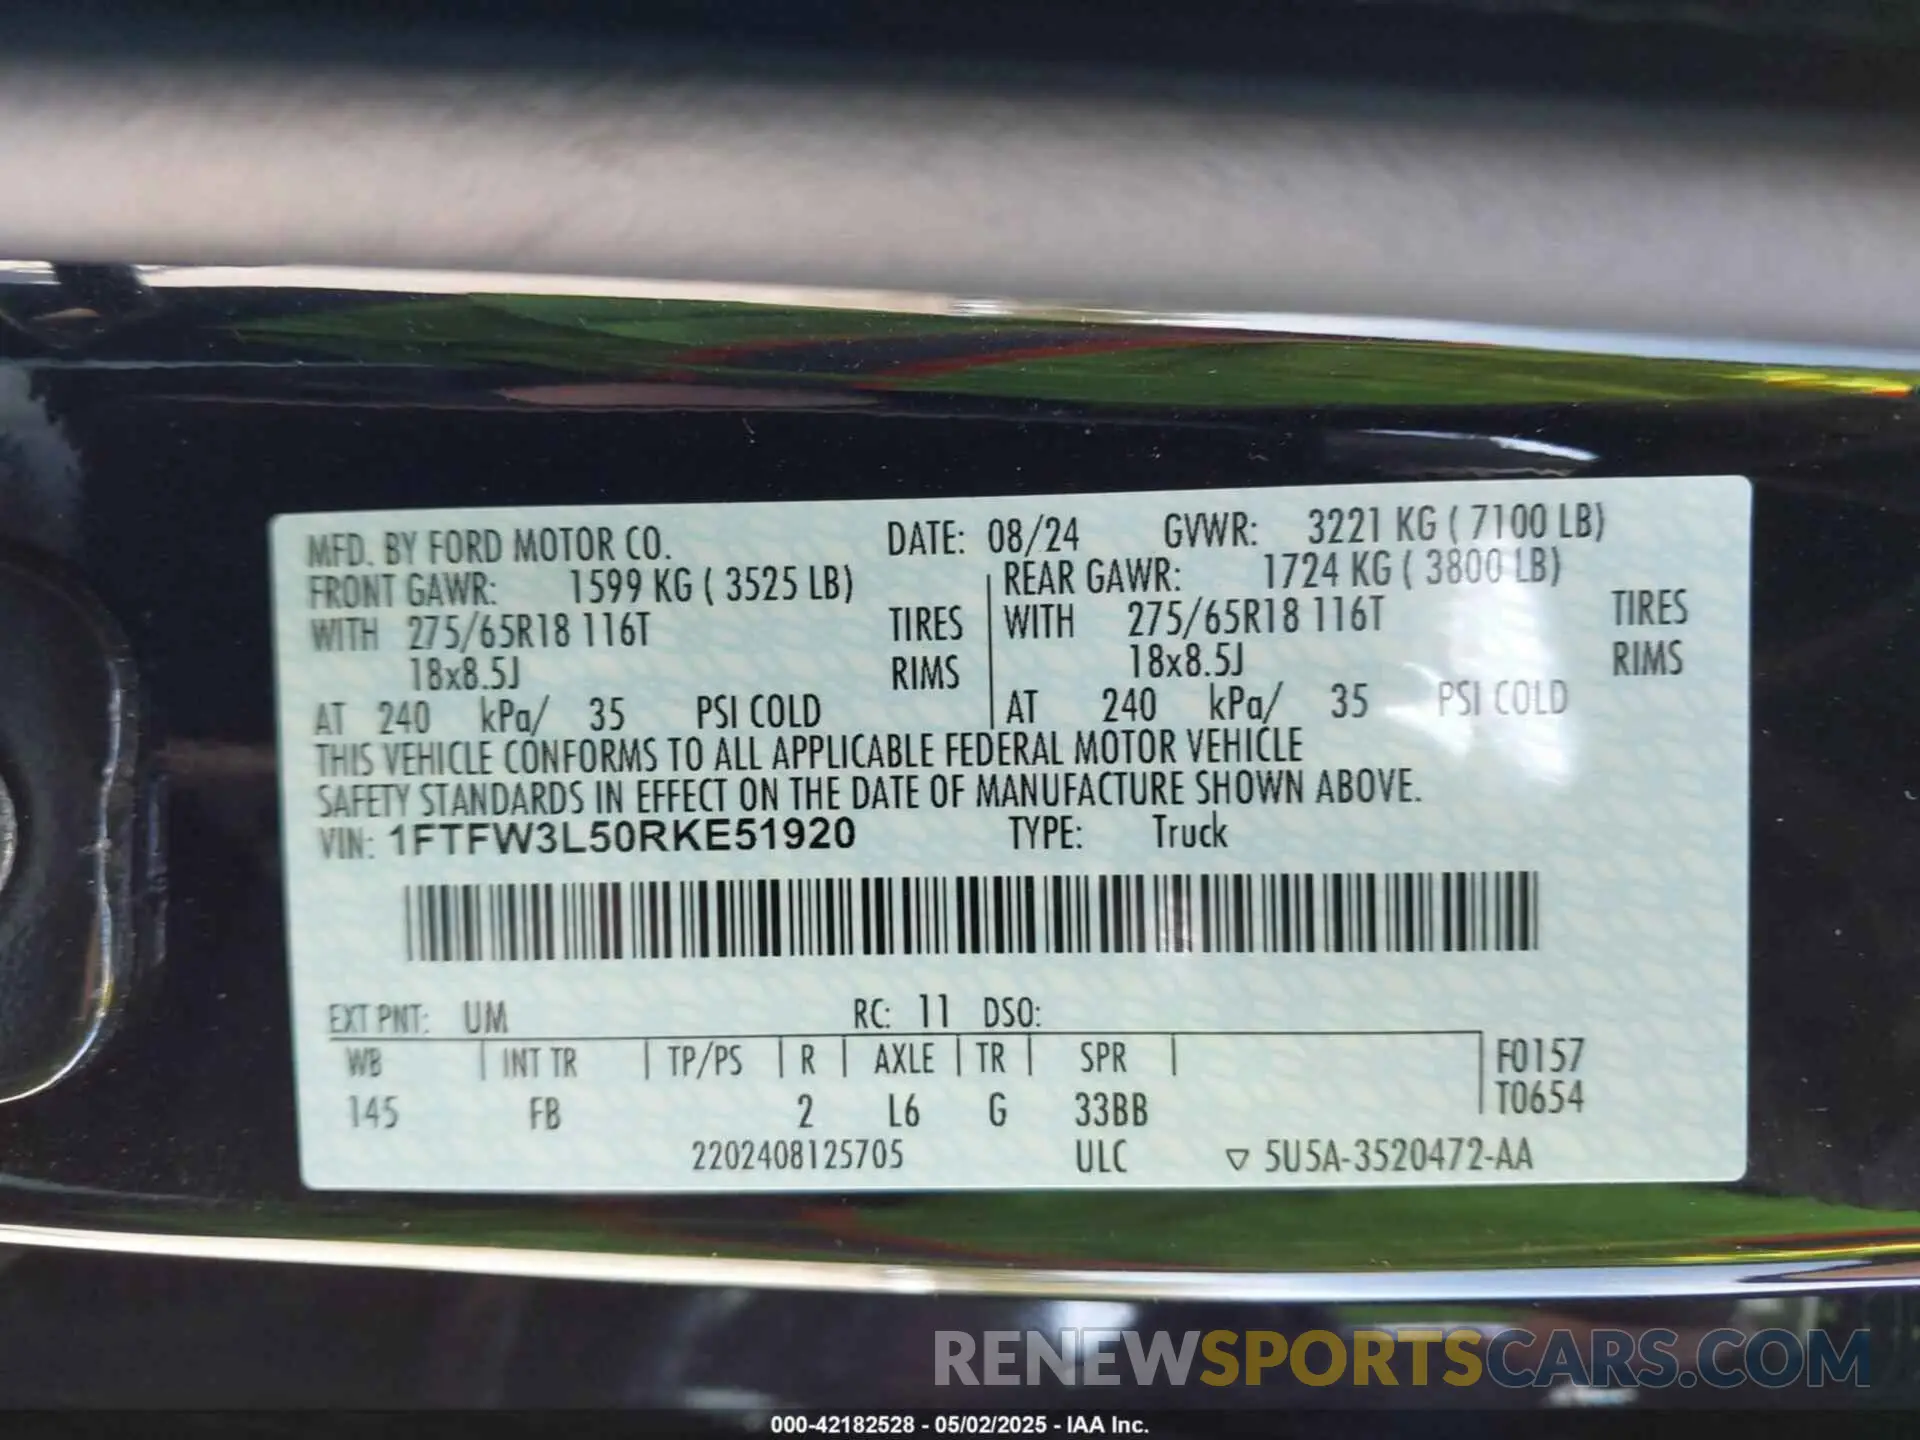 MFD. BY FORD MOTOR CO. DATE: 08/24 GVWR: 3221 KG ( 7100 LB)
FRONT GAWR: 1599 KG ( 3525 LB) REAR GAWR: 1724 KG ( 3800 LB)
WITH 275/65R18 116T TIRES WITH 275/65R18 116T TIRES
18x8.5J RIMS 18x8.5J RIMS
AT 240 kPa/ 35 PSI COLD AT 240 kPa/ 35 PSI COLD
THIS VEHICLE CONFORMS TO ALL APPLICABLE FEDERAL MOTOR VEHICLE
SAFETY STANDARDS IN EFFECT ON THE DATE OF MANUFACTURE SHOWN ABOVE.
VIN: 1FTFW3L50RKE51920 TYPE: Truck
EXT PNT: UM RC: 11 DSO:
WB INT TR TP/PS R AXLE TR SPR F0157
145 FB 2 L6 G 33BB T0654
2202408125705 ULC ▽ 5U5A-3520472-AA
RENEWSPORTSCARS.COM
000-42182528 - 05/02/2025 - IAA Inc.